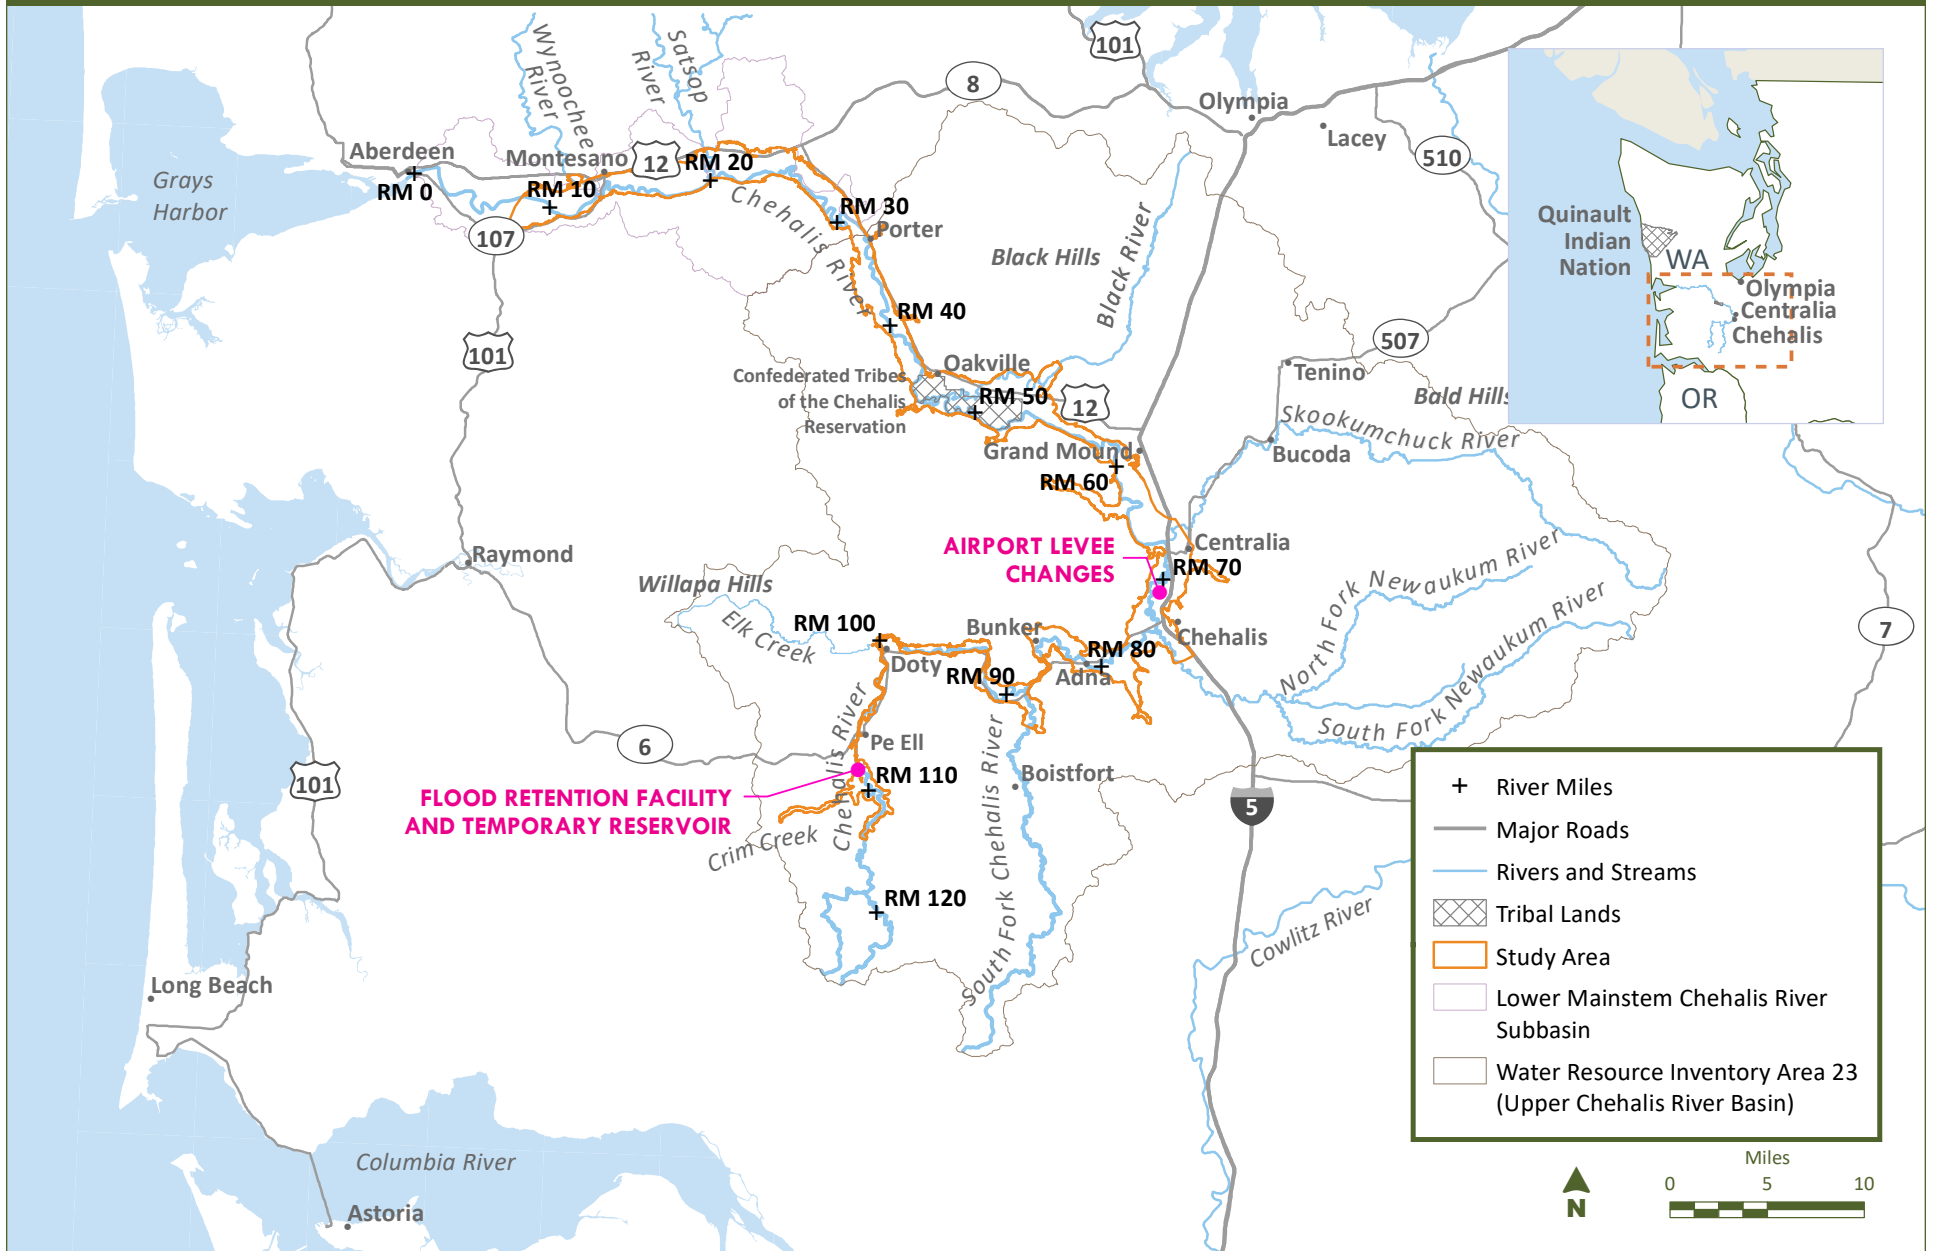 101
8
Olympia
Lacey
510
Wynoochee
River
Satsop
River
Aberdeen
RM 0
Montesano
12
RM 20
RM 10
107
Grays
Harbor
Chehalis River
RM 30
Porter
Black Hills
Black River
RM 40
101
Oakville
Confederated Tribes
of the Chehalis
Reservation
RM 50
12
507
Tenino
Bald Hills
Skookumchuck River
Bucoda
Grand Mound
RM 60
Quinault
Indian
Nation
WA
Olympia
Centralia
Chehalis
OR
Raymond
AIRPORT LEVEE
CHANGES
Centralia
RM 70
Willapa Hills
Elk Creek
RM 100
Doty
Bunker
RM 80
Adna
RM 90
Chehalis
North Fork Newaukum River
South Fork Newaukum River
7
6
101
Chehalis River
Pe Ell
RM 110
FLOOD RETENTION FACILITY
AND TEMPORARY RESERVOIR
Crim Creek
South Fork Chehalis River
Boistfort
RM 120
5
Cowlitz River
Long Beach
Columbia River
Astoria
River Miles
Major Roads
Rivers and Streams
Tribal Lands
Study Area
Lower Mainstem Chehalis River
Subbasin
Water Resource Inventory Area 23
(Upper Chehalis River Basin)
N
Miles
0 5 10